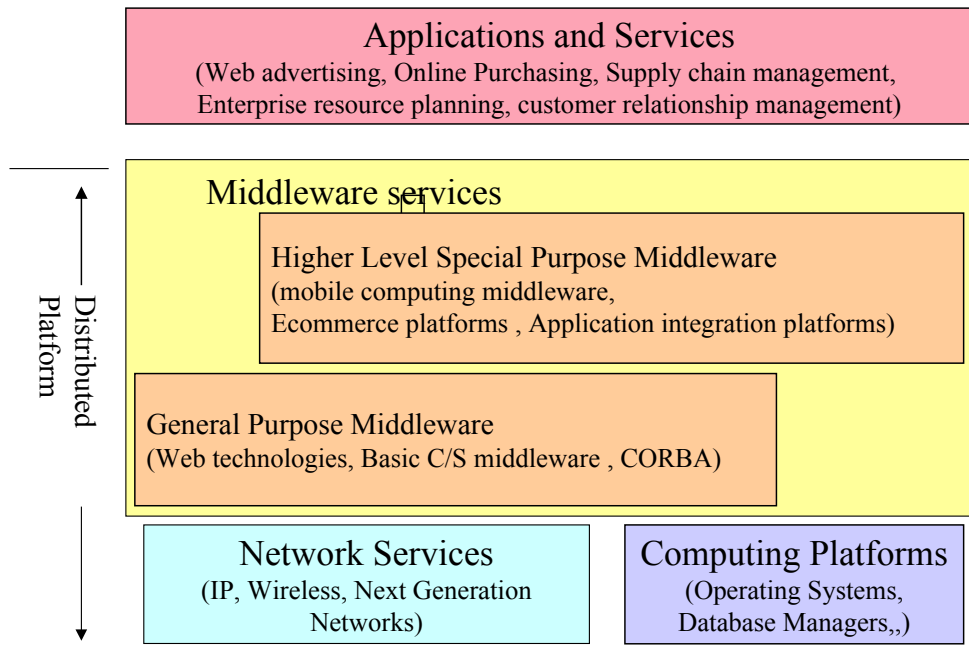 Applications and Services
(Web advertising, Online Purchasing, Supply chain management,
Enterprise resource planning, customer relationship management)
Middleware services
Higher Level Special Purpose Middleware
(mobile computing middleware,
Ecommerce platforms , Application integration platforms)
Distributed
Platform
General Purpose Middleware
(Web technologies, Basic C/S middleware , CORBA)
Network Services
(IP, Wireless, Next Generation
Networks)
Computing Platforms
(Operating Systems,
Database Managers,,)